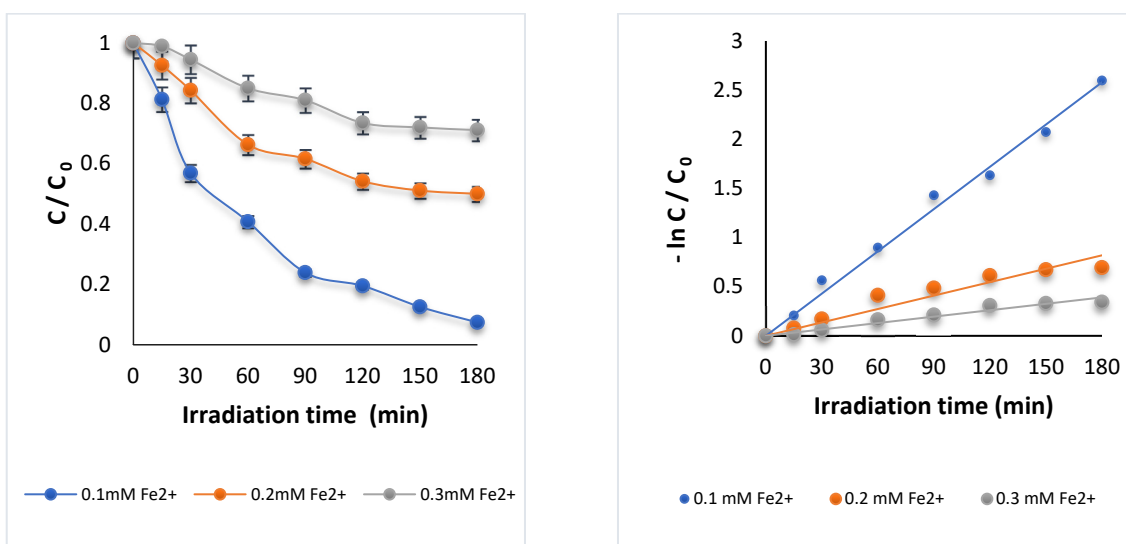 1
0.8
0.6
0.4
0.2
0
C / C0
0 30 60 90 120 150 180
Irradiation time (min)
0.1mM Fe2+ 0.2mM Fe2+ 0.3mM Fe2+
3
2.5
2
1.5
1
0.5
0
- ln C / C0
0 30 60 90 120 150 180
Irradiation time (min)
0.1 mM Fe2+ 0.2 mM Fe2+ 0.3 mM Fe2+